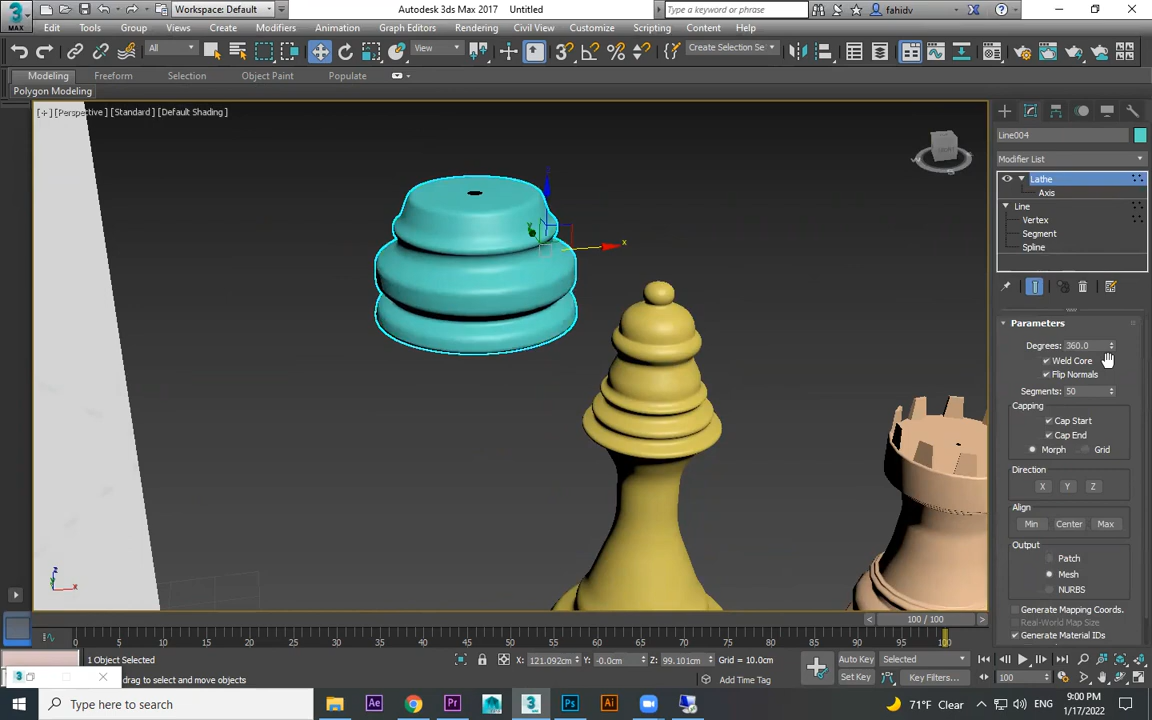 Workspace: Default
Autodesk 3ds Max 2017 Untitled
Type a keyword or phrase
fahidv
MAX
Edit Tools Group Views Create Modifiers Animation Graph Editors Rendering Civil View Customize Scripting Content Help
All
View
Create Selection Se
Modeling Freeform Selection Object Paint Populate
Polygon Modeling
[+] [Perspective] [Standard] [Default Shading]
Line004
Modifier List
Lathe
Axis
Line
Vertex
Segment
Spline
Parameters
Degrees: 360.0
Weld Core
Flip Normals
Segments: 50
Capping
Cap Start
Cap End
Morph Grid
Direction
X Y Z
Align
Min Center Max
Output
Patch
Mesh
NURBS
Generate Mapping Coords.
Real-World Map Size
Generate Material IDs
x
z
x
100 / 100
0 5 10 15 20 25 30 35 40 45 50 55 60 65 70 75 80 85 90 95 100
1 Object Selected
X: 121.092cm Y: -0.0cm Z: 99.101cm Grid = 10.0cm
Auto Key Selected
Set Key Key Filters...
100
drag to select and move objects
Add Time Tag
Type here to search
71°F Clear
9:00 PM
1/17/2022